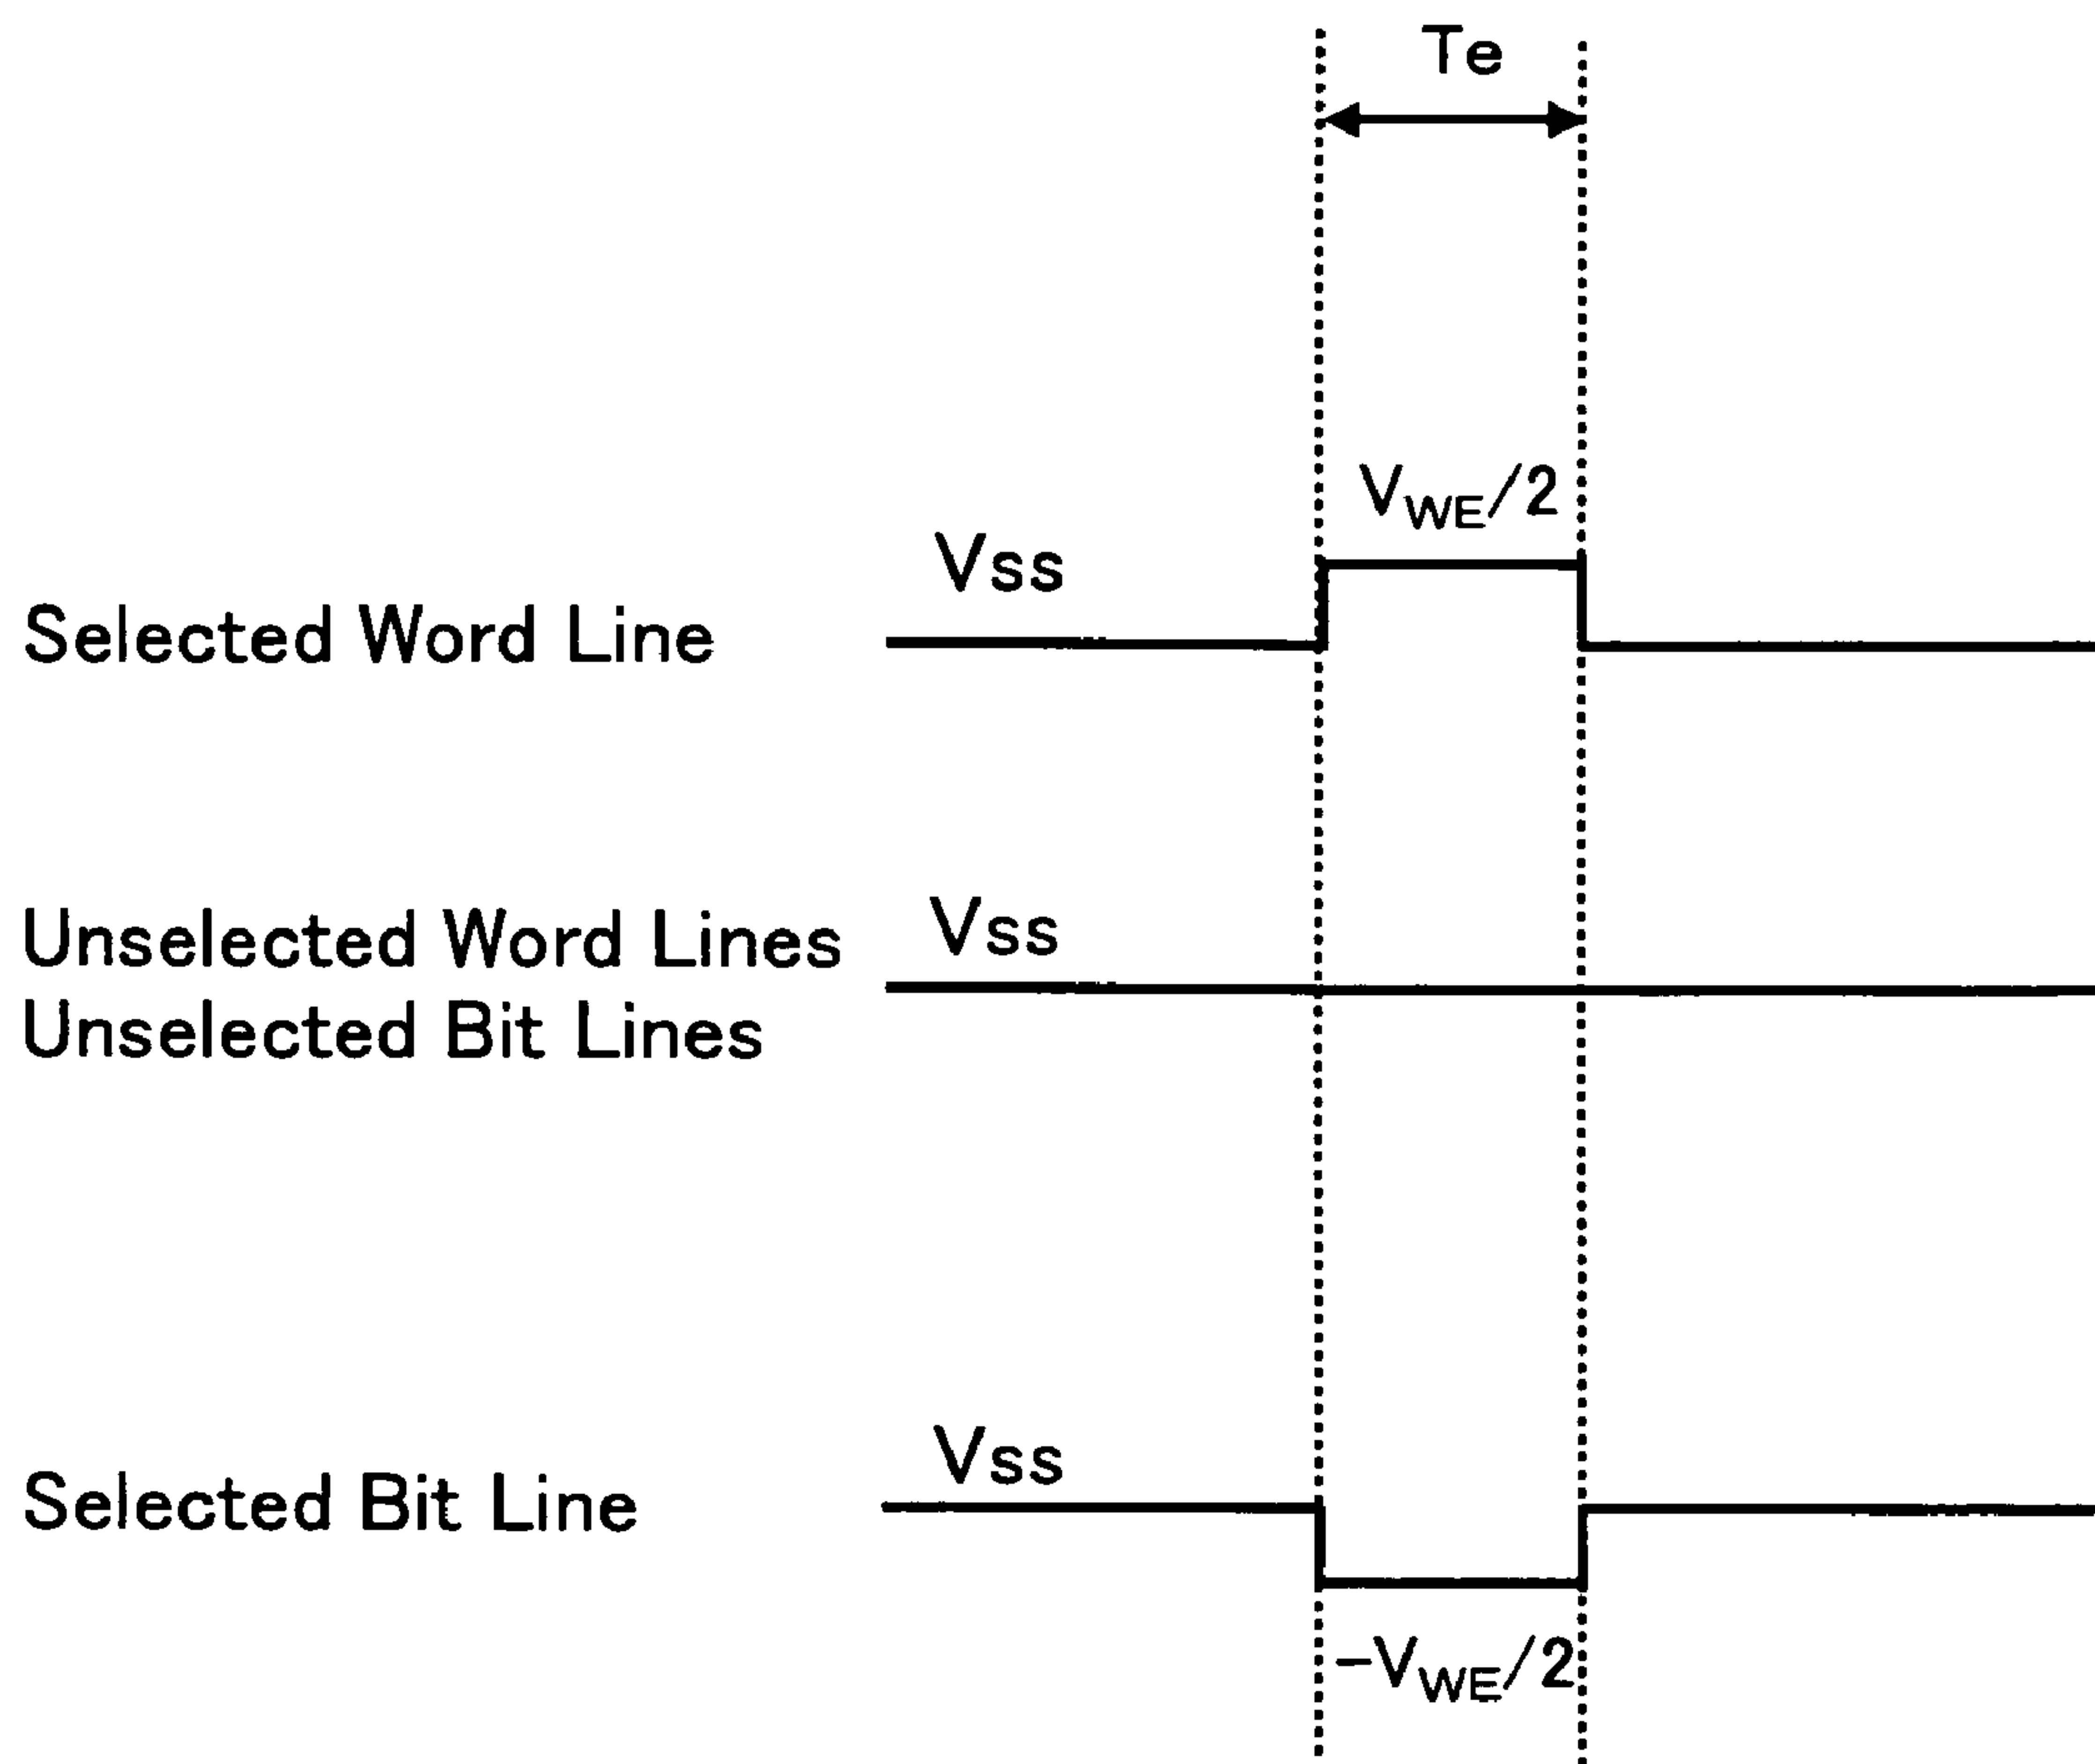 Te
V_WE/2
Vss
Selected Word Line
Unselected Word Lines
Vss
Unselected Bit Lines
Vss
Selected Bit Line
-V_WE/2